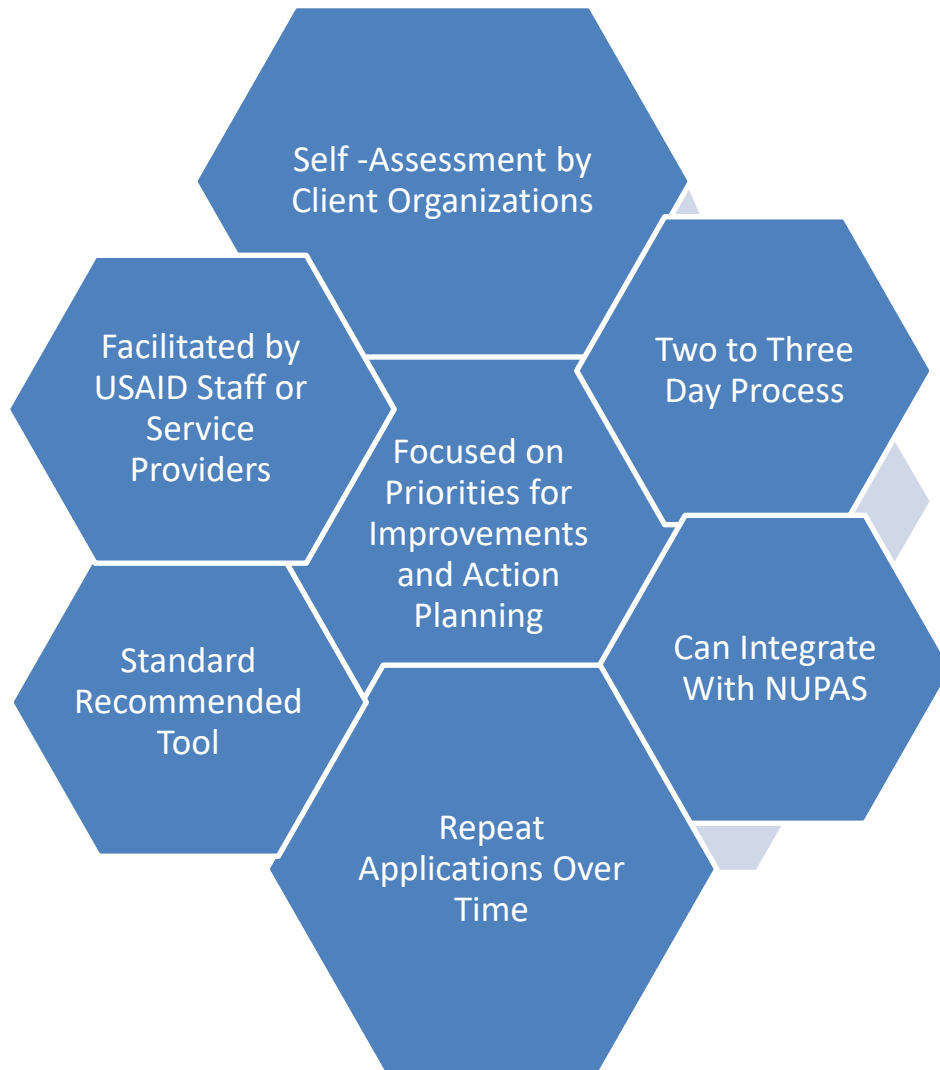 Self -Assessment by
Client Organizations
Two to Three
Day Process
Facilitated by
USAID Staff or
Service
Providers
Focused on
Priorities for
Improvements
and Action
Planning
Can Integrate
With NUPAS
Standard
Recommended
Tool
Repeat
Applications Over
Time